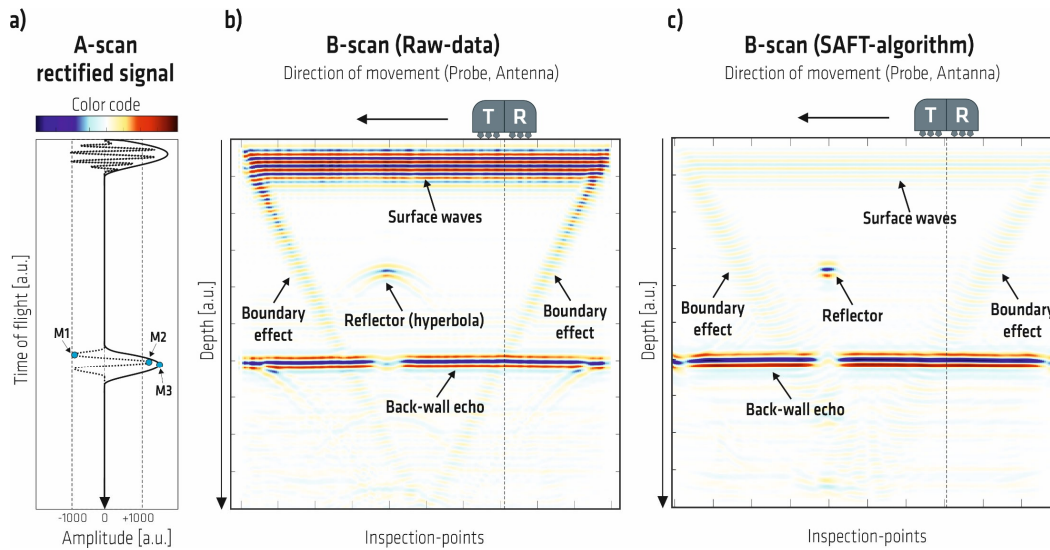 a)
A-scan
rectified signal
Color code
Time of flight [a.u.]
M1
M2
M3
-1000 0 +1000
Amplitude [a.u.]
b)
B-scan (Raw-data)
Direction of movement (Probe, Antenna)
T R
Depth [a.u.]
Surface waves
Boundary
effect
Reflector (hyperbola)
Boundary
effect
Back-wall echo
Inspection-points
c)
B-scan (SAFT-algorithm)
Direction of movement (Probe, Antanna)
T R
Depth [a.u.]
Surface waves
Boundary
effect
Reflector
Boundary
effect
Back-wall echo
Inspection-points